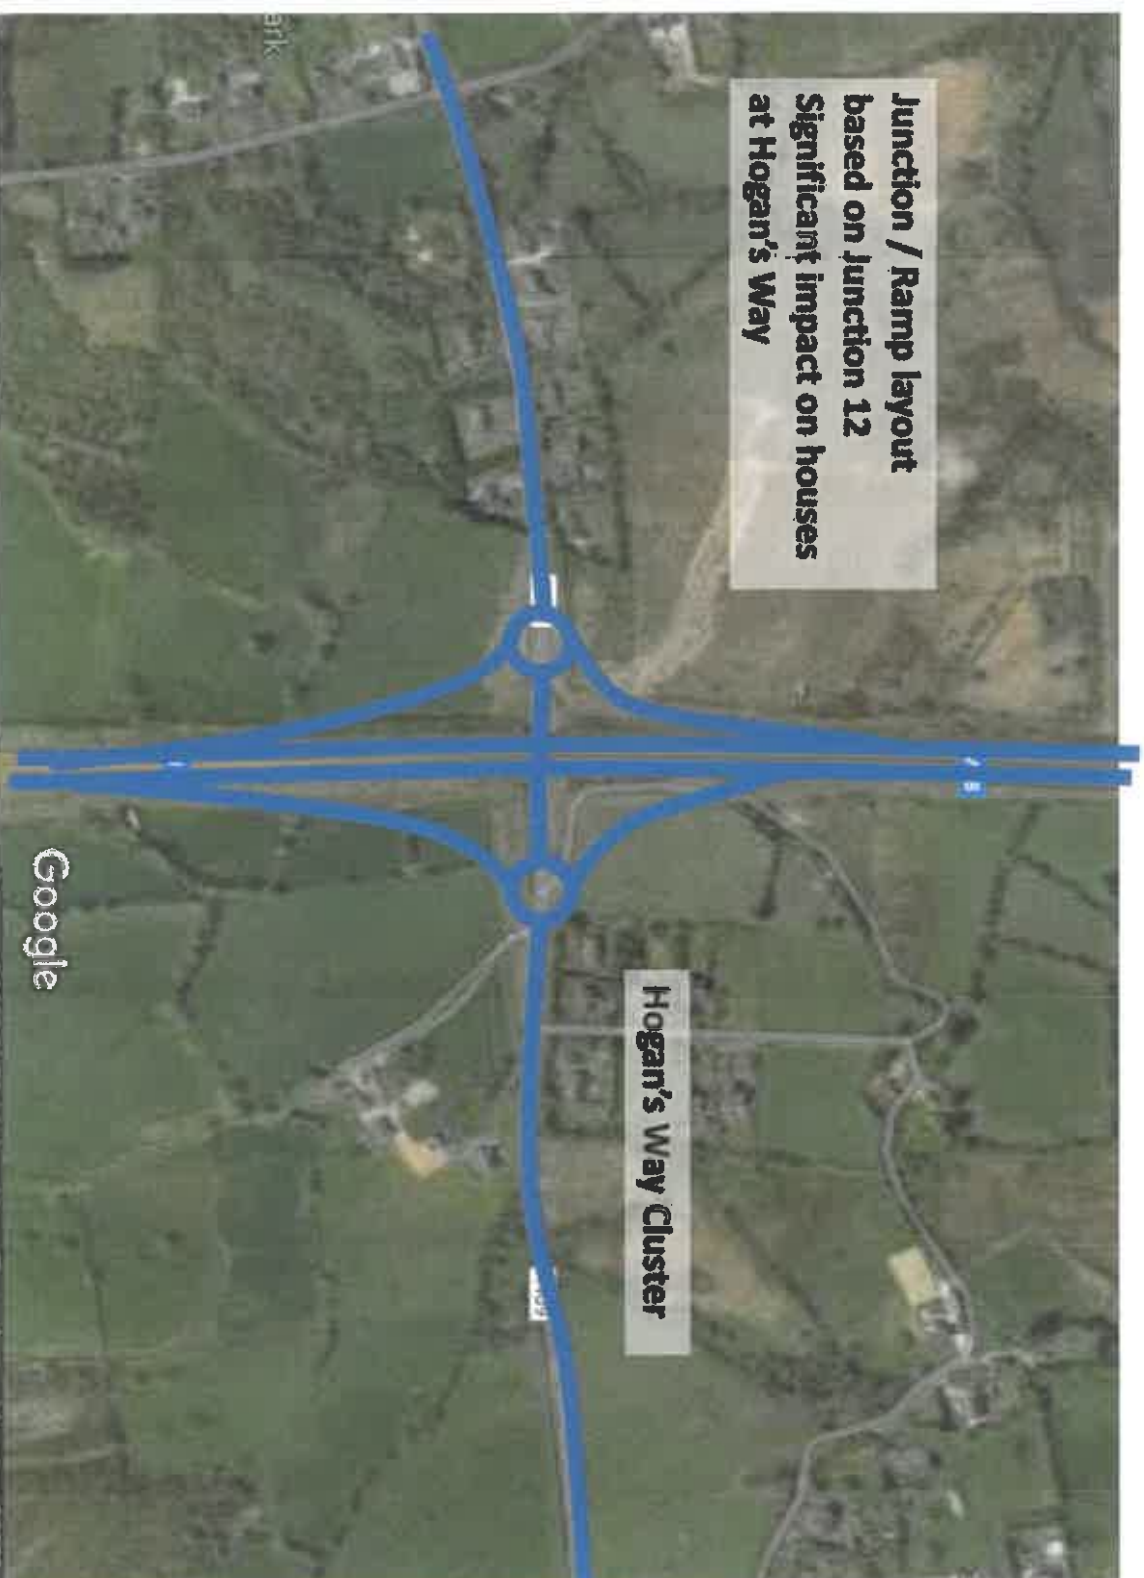 Junction / Ramp layout
based on Junction 12
Significant impact on houses
at Hogan's Way
Hogan's Way Cluster
Google